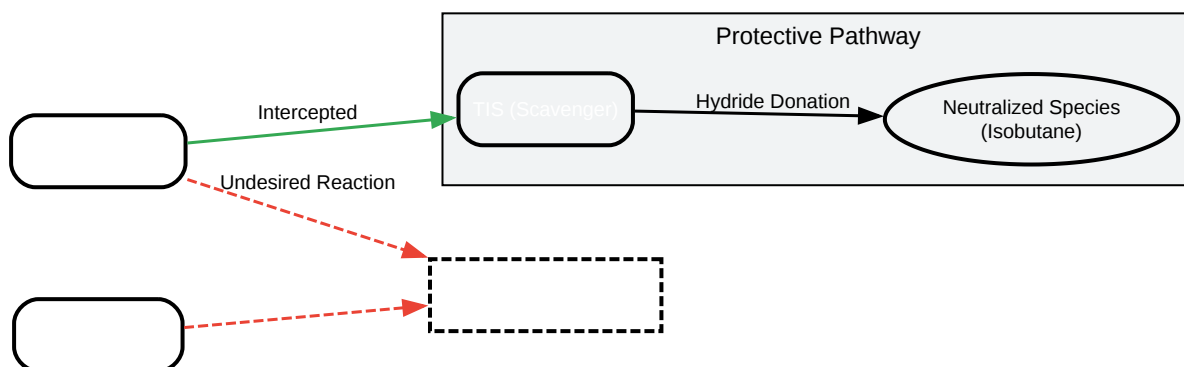 Protective Pathway
Intercepted
TIS (Scavenger)
Hydride Donation
Neutralized Species
(Isobutane)
Undesired Reaction